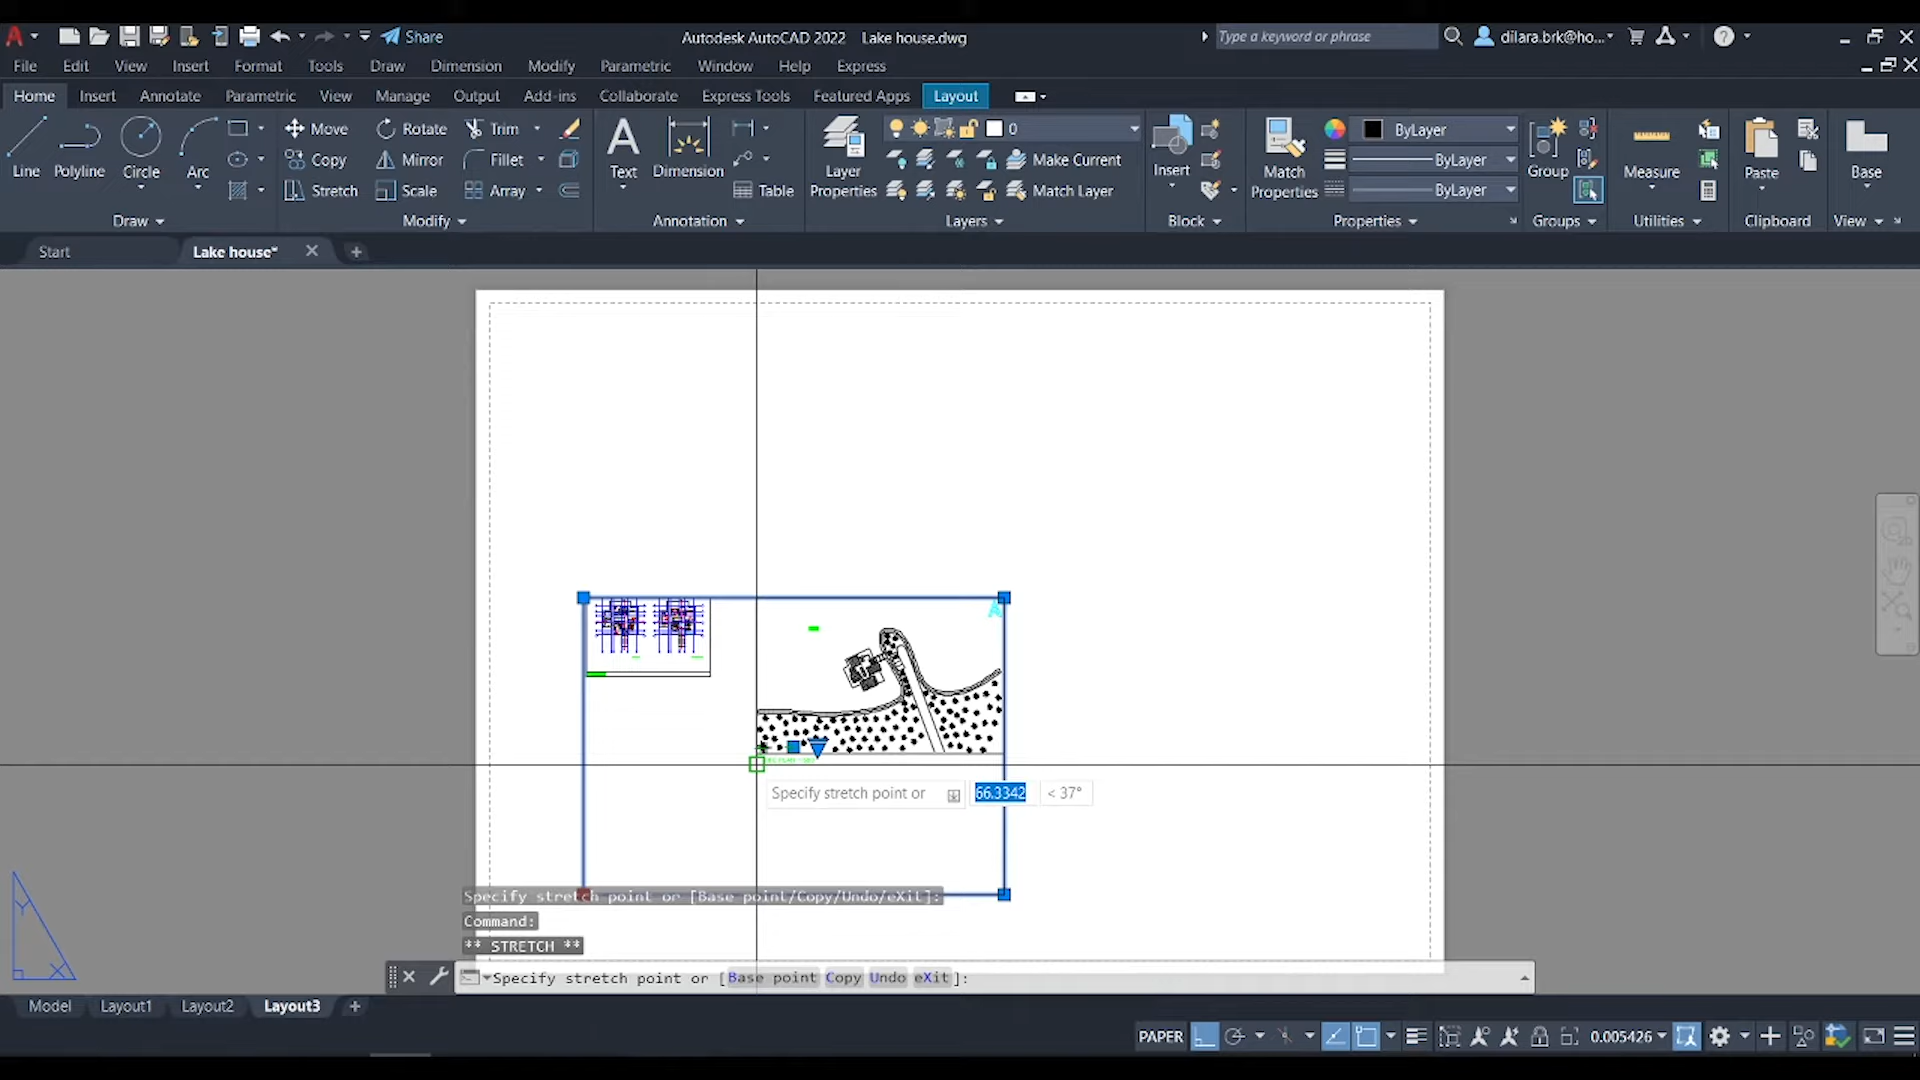 Share
Autodesk AutoCAD 2022 Lake house.dwg
Type a keyword or phrase
dilara.brk@ho...
File Edit View Insert Format Tools Draw Dimension Modify Parametric Window Help Express
Home Insert Annotate Parametric View Manage Output Add-ins Collaborate Express Tools Featured Apps Layout
Line Polyline Circle Arc
Move Rotate Trim
Copy Mirror Fillet
Stretch Scale Array
Text Dimension Table
Layer Properties
0
Make Current
Match Layer
Insert
Match Properties
ByLayer
ByLayer
ByLayer
Group Measure Paste Base
Draw Modify Annotation Layers Block Properties Groups Utilities Clipboard View
Start Lake house*
A
Specify stretch point or 66.3342 < 37°
Specify stretch point or [Base point/Copy/Undo/eXit]:
Command:
** STRETCH **
Specify stretch point or [Base point Copy Undo eXit]:
Y
X
Model Layout1 Layout2 Layout3
PAPER 0.005426